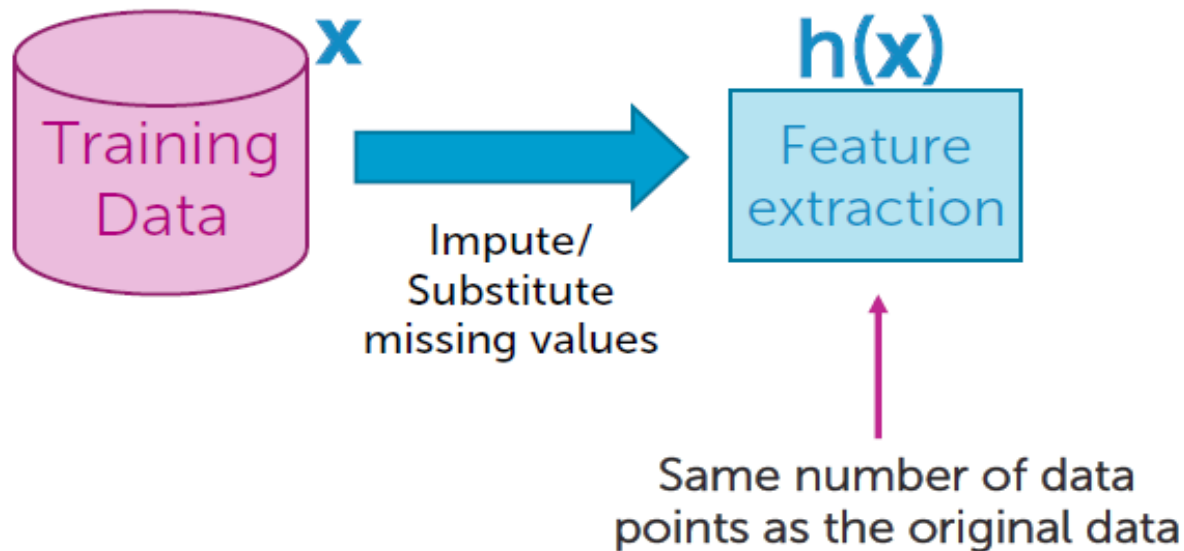 x
Training
Data
Impute/
Substitute
missing values
h(x)
Feature
extraction
Same number of data
points as the original data